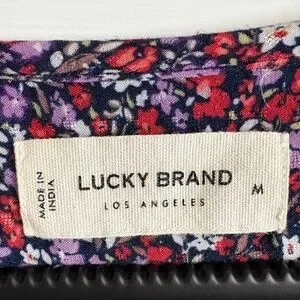 MADE IN
INDIA
LUCKY BRAND
LOS ANGELES
M